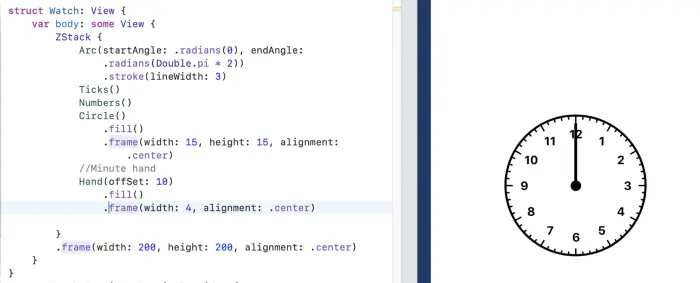 struct Watch: View {
var body: some View {
ZStack {
Arc(startAngle: .radians(0), endAngle:
.radians(Double.pi * 2))
.stroke(lineWidth: 3)
Ticks()
Numbers()
Circle()
.fill()
.frame(width: 15, height: 15, alignment:
.center)
//Minute hand
Hand(offSet: 10)
.fill()
.frame(width: 4, alignment: .center)
}
.frame(width: 200, height: 200, alignment: .center)
}
}
12
1
2
3
4
5
6
7
8
9
10
11